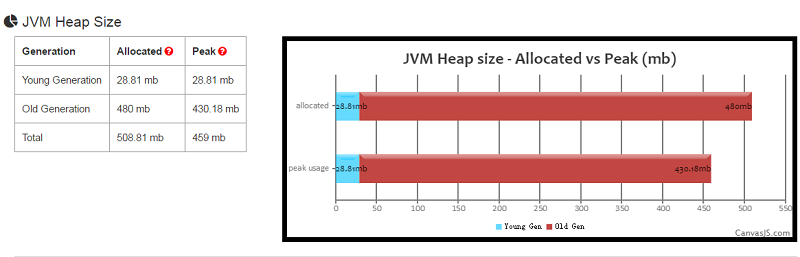 JVM Heap Size
Generation Allocated ? Peak ?
Young Generation 28.81 mb 28.81 mb
Old Generation 480 mb 430.18 mb
Total 508.81 mb 459 mb
JVM Heap size - Allocated vs Peak (mb)
allocated 28.81mb 480mb
peak usage 28.81mb 430.18mb
0 50 100 150 200 250 300 350 400 450 500 550
Young Gen Old Gen
CanvasJS.com